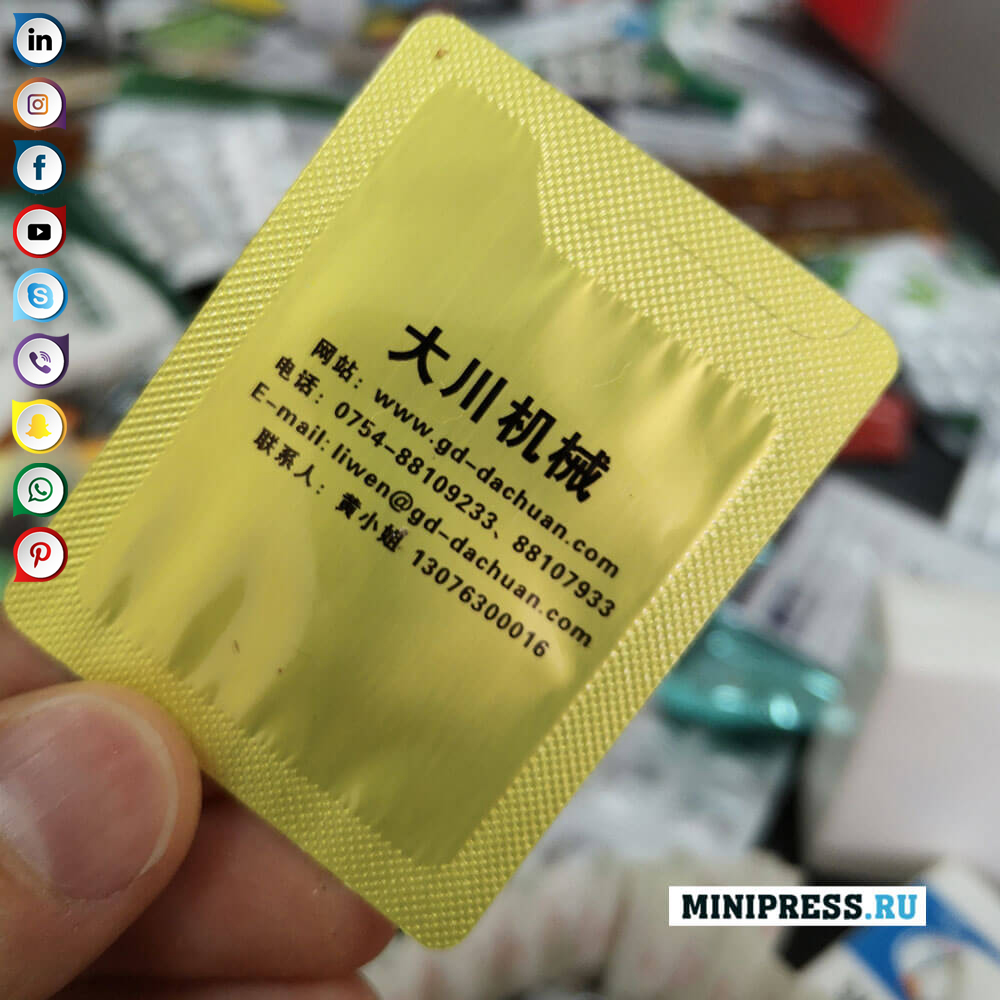 大川机械
网站：www.gd-dachuan.com
电话：0754-88109233、88107933
E-mail:liwen@gd-dachuan.com
联系人：黄小姐 13076300016
MINIPRESS.RU